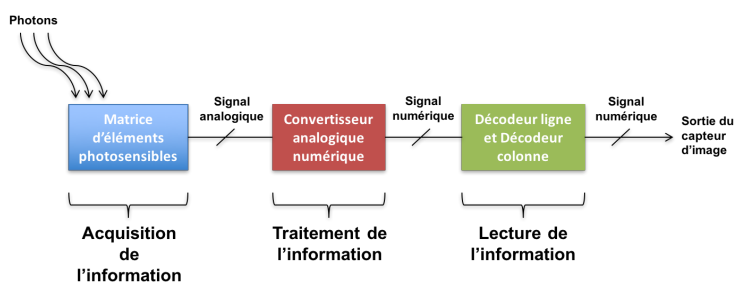 Photons
Matrice
d'éléments
photosensibles
Signal
analogique
Convertisseur
analogique
numérique
Signal
numérique
Décodeur ligne
et Décodeur
colonne
Signal
numérique
Sortie du
capteur
d'image
Acquisition
de
l'information
Traitement de
l'information
Lecture de
l'information